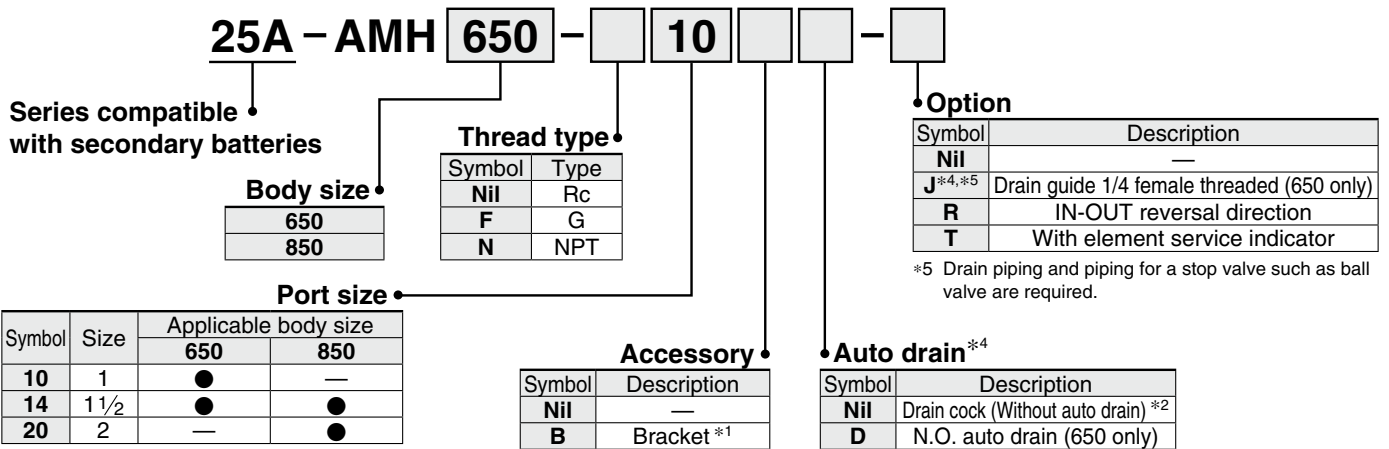 25A – AMH 650 – 10 –
Series compatible
with secondary batteries
Body size
650
850
Thread type
Symbol Type
Nil Rc
F G
N NPT
Option
Symbol Description
Nil —
J*4,*5 Drain guide 1/4 female threaded (650 only)
R IN-OUT reversal direction
T With element service indicator
*5 Drain piping and piping for a stop valve such as ball
valve are required.
Port size
Symbol Size Applicable body size
650 850
10 1 ● —
14 1 1/2 ● ●
20 2 — ●
Accessory
Symbol Description
Nil —
B Bracket *1
Auto drain*4
Symbol Description
Nil Drain cock (Without auto drain) *2
D N.O. auto drain (650 only)